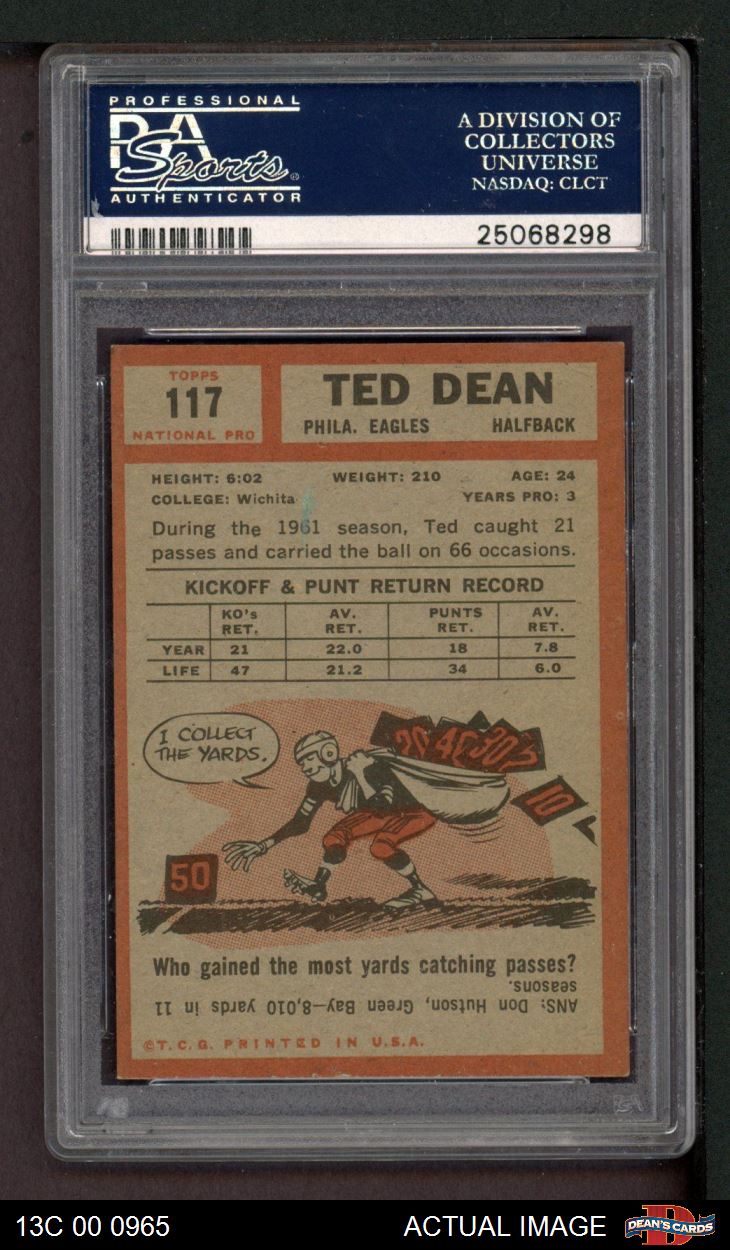 PROFESSIONAL
PSA
Sports®
AUTHENTICATOR
A DIVISION OF
COLLECTORS
UNIVERSE
NASDAQ: CLCT
25068298
TOPPS
117
NATIONAL PRO
TED DEAN
PHILA. EAGLES HALFBACK
HEIGHT: 6:02 WEIGHT: 210 AGE: 24
COLLEGE: Wichita YEARS PRO: 3
During the 1961 season, Ted caught 21
passes and carried the ball on 66 occasions.
KICKOFF & PUNT RETURN RECORD
KO's RET. AV. RET. PUNTS RET. AV. RET.
YEAR 21 22.0 18 7.8
LIFE 47 21.2 34 6.0
I COLLECT
THE YARDS.
20 40 30
10
50
Who gained the most yards catching passes?
ANS: Don Hutson, Green Bay—8,010 yards in 11
seasons.
©T.C.G. PRINTED IN U.S.A.
13C 00 0965 ACTUAL IMAGE
DEAN'S CARDS